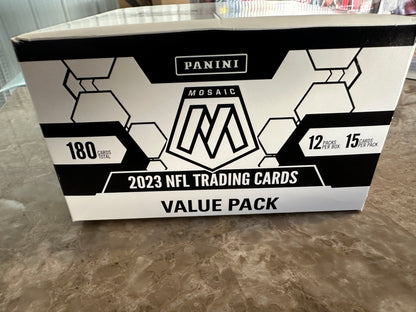 PANINI
MOSAIC
M
180 CARDS TOTAL
12 PACKS PER BOX 15 CARDS PER PACK
2023 NFL TRADING CARDS
VALUE PACK